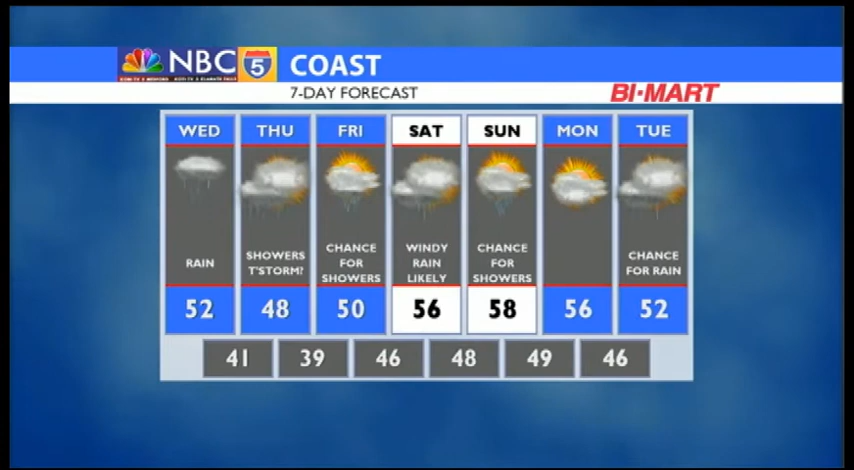 NBC 5 COAST
7-DAY FORECAST BI-MART
WED THU FRI SAT SUN MON TUE
RAIN
SHOWERS
T'STORM?
CHANCE
FOR
SHOWERS
WINDY
RAIN
LIKELY
CHANCE
FOR
SHOWERS
CHANCE
FOR RAIN
52 48 50 56 58 56 52
41 39 46 48 49 46